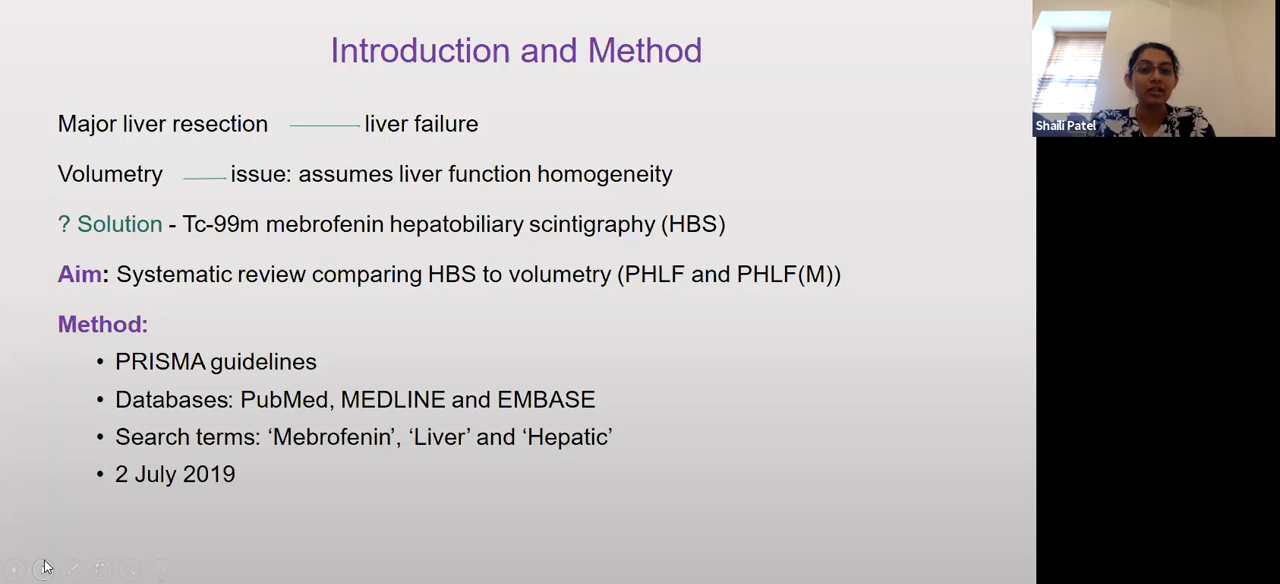 Introduction and Method
Major liver resection liver failure
Volumetry issue: assumes liver function homogeneity
? Solution - Tc-99m mebrofenin hepatobiliary scintigraphy (HBS)
Aim: Systematic review comparing HBS to volumetry (PHLF and PHLF(M))
Method:
• PRISMA guidelines
• Databases: PubMed, MEDLINE and EMBASE
• Search terms: ‘Mebrofenin’, ‘Liver’ and ‘Hepatic’
• 2 July 2019
Shaili Patel